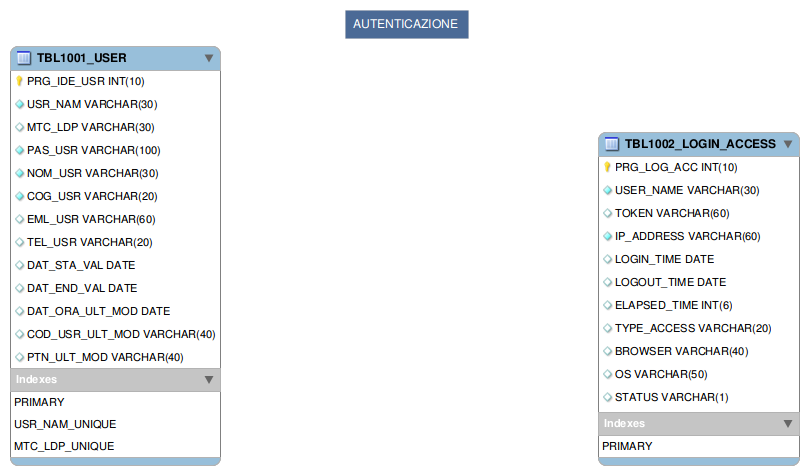 AUTENTICAZIONE
TBL1001_USER
PRG_IDE_USR INT(10)
USR_NAM VARCHAR(30)
MTC_LDP VARCHAR(30)
PAS_USR VARCHAR(100)
NOM_USR VARCHAR(30)
COG_USR VARCHAR(20)
EML_USR VARCHAR(60)
TEL_USR VARCHAR(20)
DAT_STA_VAL DATE
DAT_END_VAL DATE
DAT_ORA_ULT_MOD DATE
COD_USR_ULT_MOD VARCHAR(40)
PTN_ULT_MOD VARCHAR(40)
Indexes
PRIMARY
USR_NAM_UNIQUE
MTC_LDP_UNIQUE
TBL1002_LOGIN_ACCESS
PRG_LOG_ACC INT(10)
USER_NAME VARCHAR(30)
TOKEN VARCHAR(60)
IP_ADDRESS VARCHAR(60)
LOGIN_TIME DATE
LOGOUT_TIME DATE
ELAPSED_TIME INT(6)
TYPE_ACCESS VARCHAR(20)
BROWSER VARCHAR(40)
OS VARCHAR(50)
STATUS VARCHAR(1)
Indexes
PRIMARY